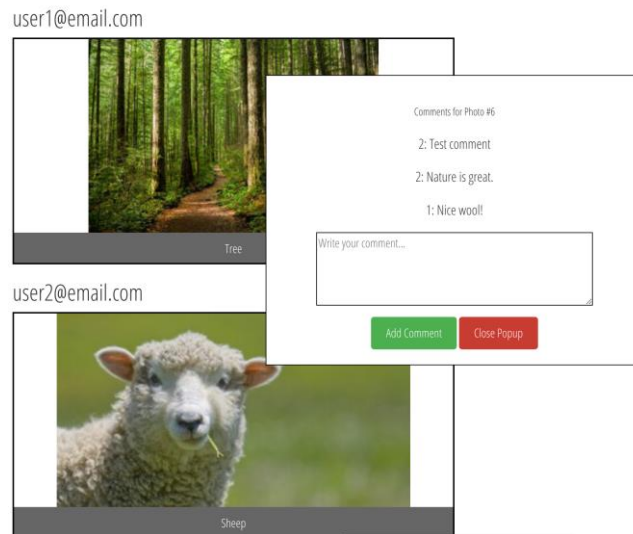 user1@email.com
Tree
Comments for Photo #6
2: Test comment
2: Nature is great.
1: Nice wool!
Write your comment...
Add Comment
Close Popup
user2@email.com
Sheep